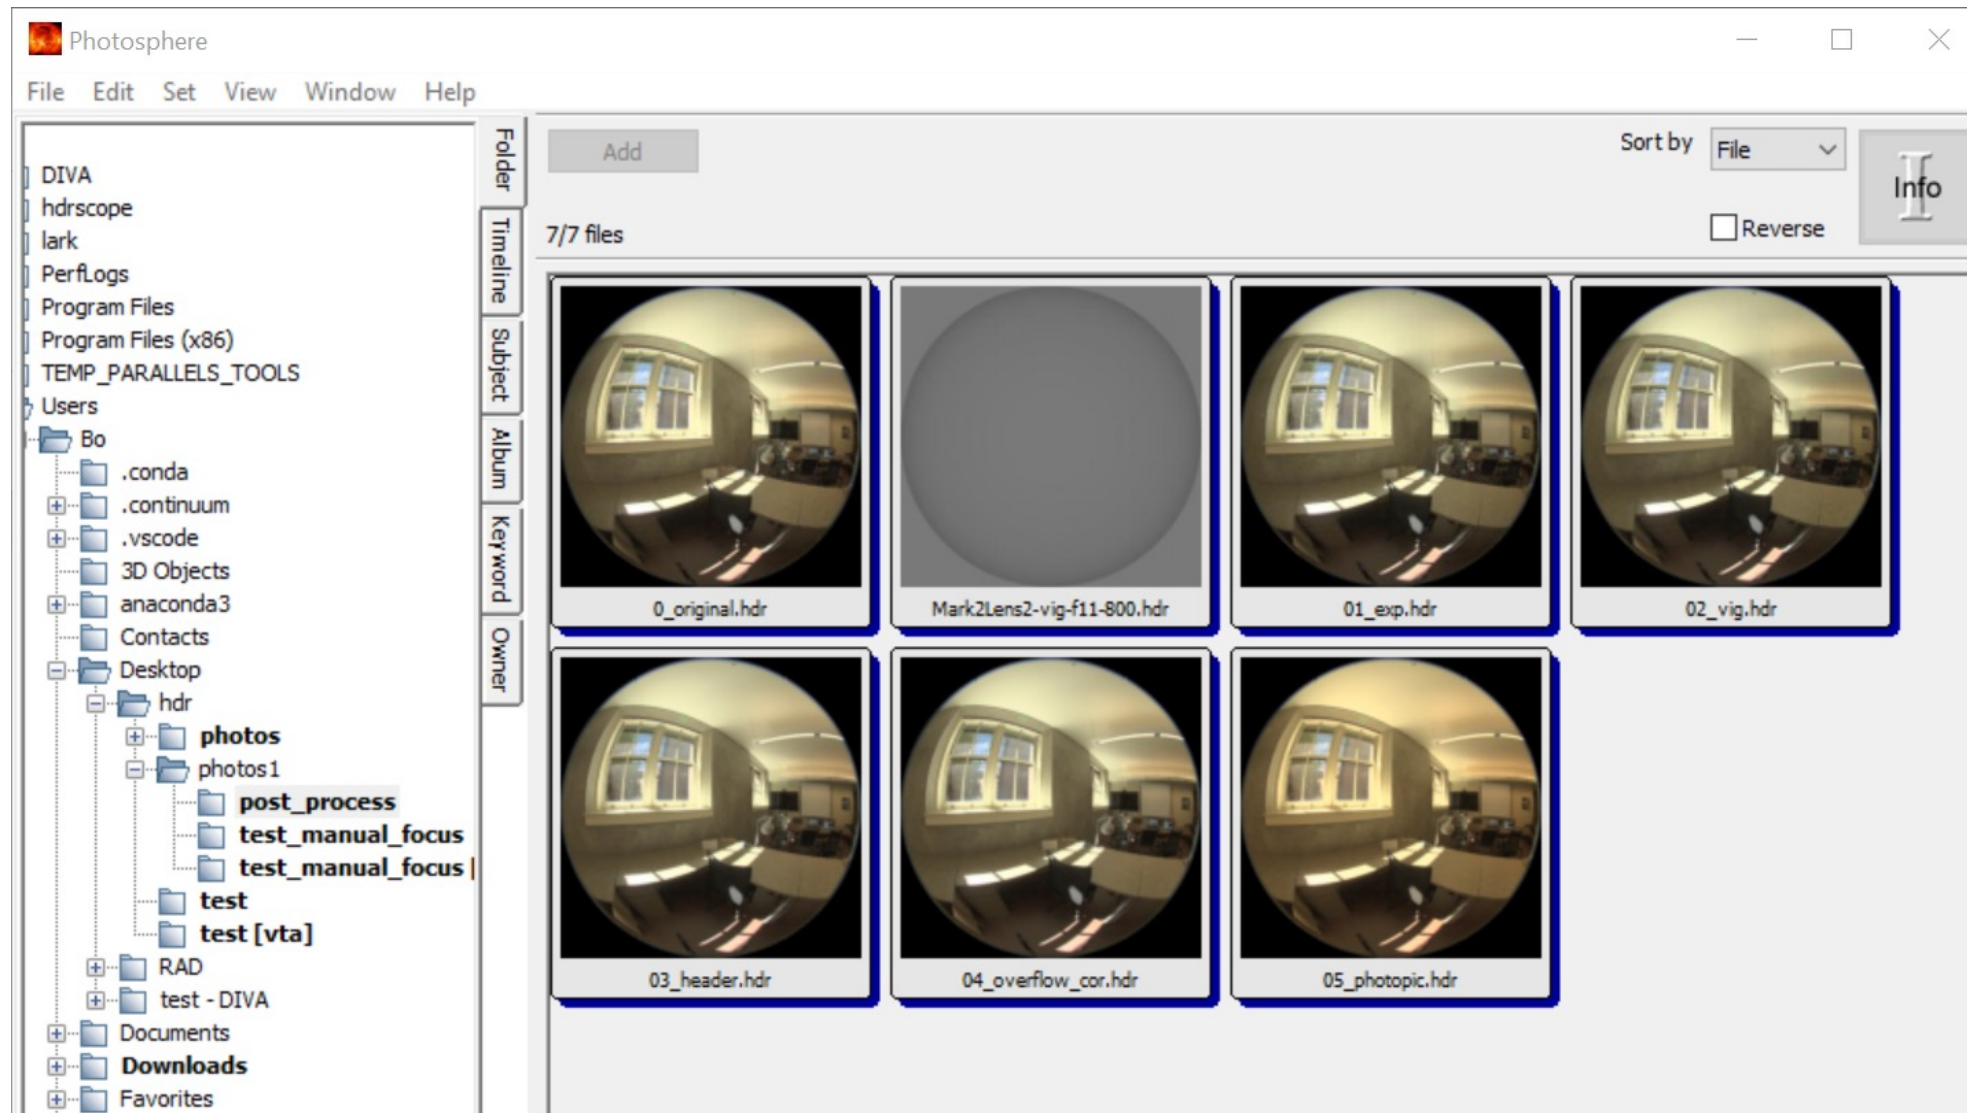 Photosphere
File Edit Set View Window Help
DIVA
hdrscope
lark
PerfLogs
Program Files
Program Files (x86)
TEMP_PARALLELS_TOOLS
Users
Bo
.conda
.continuum
.vscode
3D Objects
anaconda3
Contacts
Desktop
hdr
photos
photos1
post_process
test_manual_focus
test_manual_focus [
test
test [vta]
RAD
test - DIVA
Documents
Downloads
Favorites
Folder
Timeline
Subject
Album
Keyword
Owner
Add
Sort by File
Info
Reverse
7/7 files
0_original.hdr
Mark2Lens2-vig-f11-800.hdr
01_exp.hdr
02_vig.hdr
03_header.hdr
04_overflow_cor.hdr
05_photopic.hdr